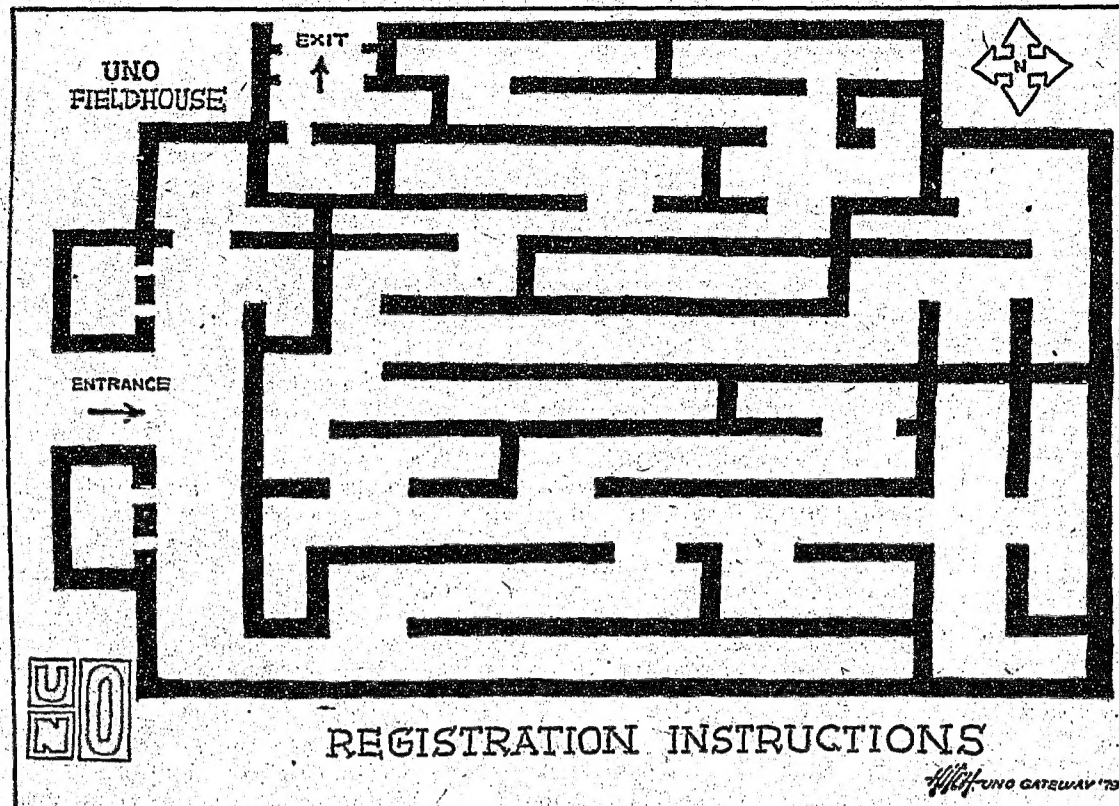 EXIT
UNO
FIELDHOUSE
N
ENTRANCE
U
N
O
REGISTRATION INSTRUCTIONS
UNO GATEWAY